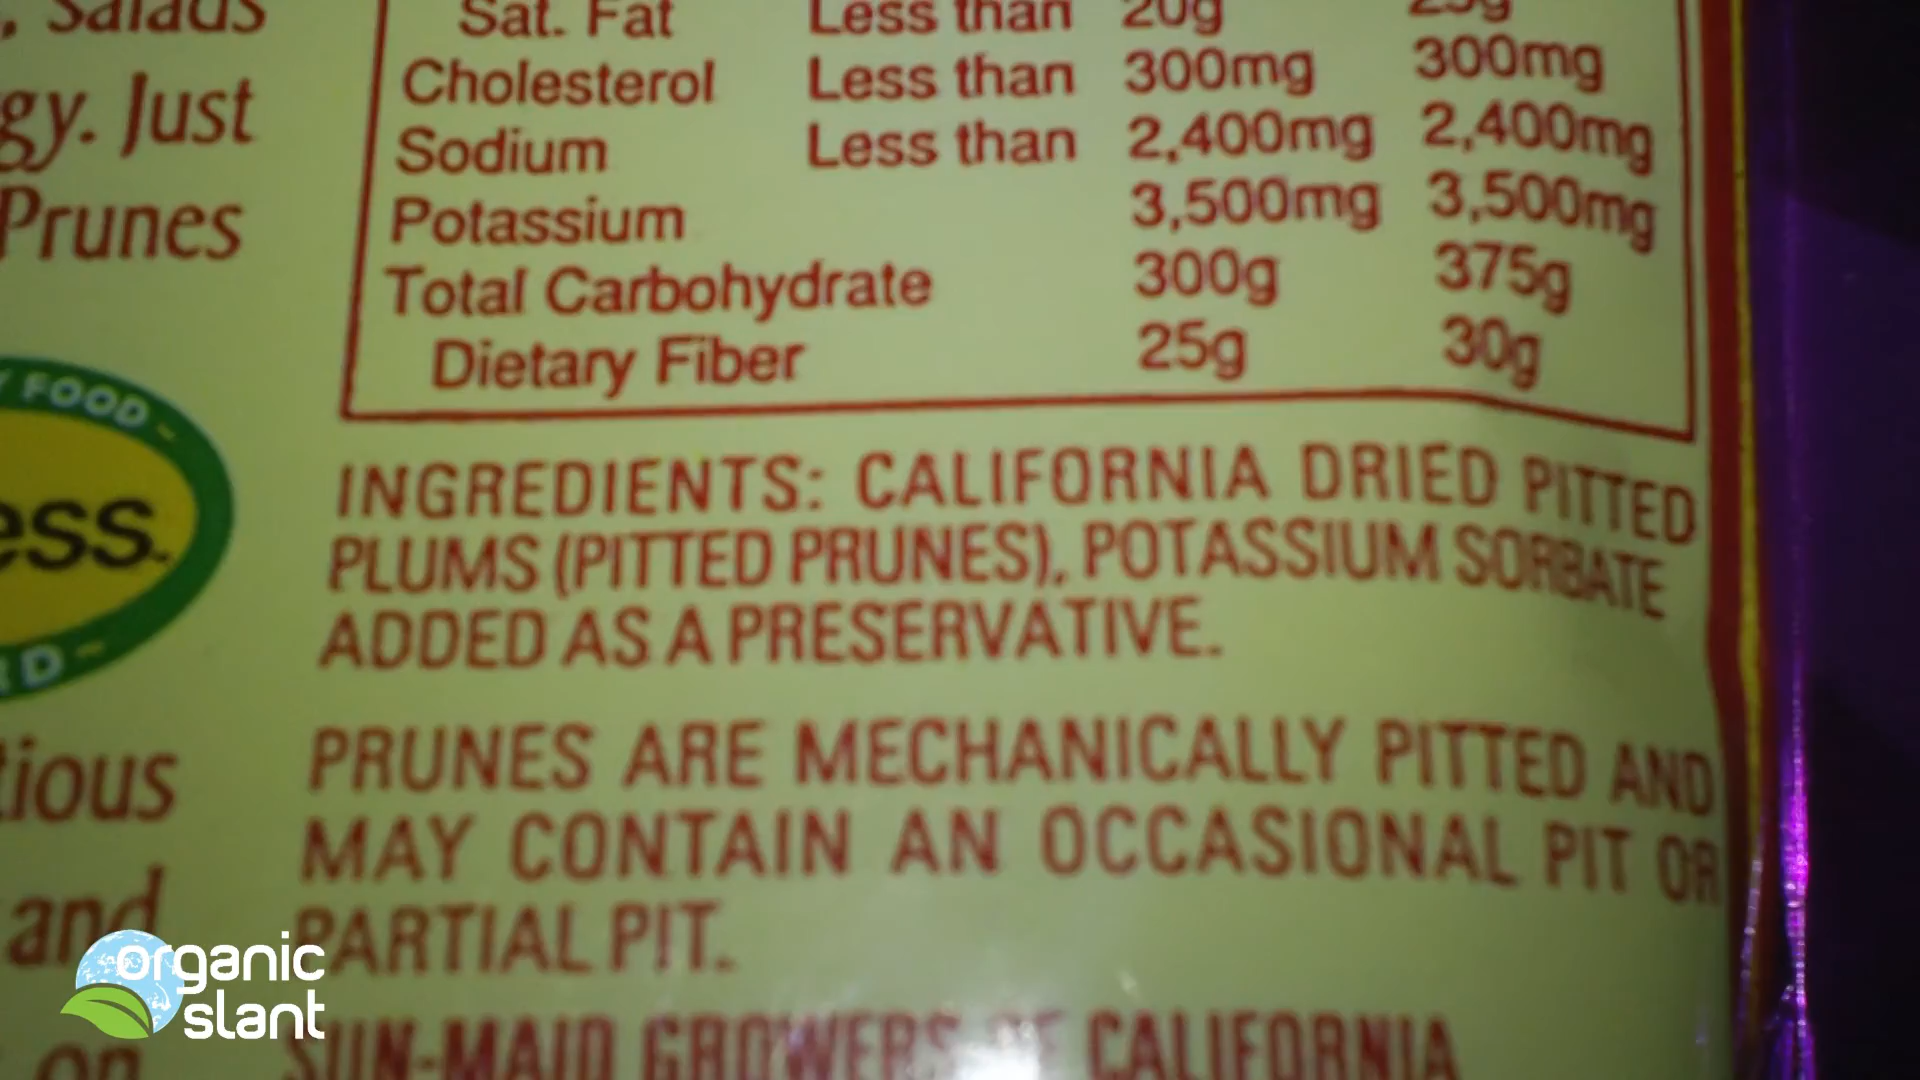 , Salads
gy. Just
Prunes
Y FOOD
ess
RD
tious
and
on
Sat. Fat Less than 20g 25g
Cholesterol Less than 300mg 300mg
Sodium Less than 2,400mg 2,400mg
Potassium 3,500mg 3,500mg
Total Carbohydrate 300g 375g
Dietary Fiber 25g 30g
INGREDIENTS: CALIFORNIA DRIED PITTED
PLUMS (PITTED PRUNES), POTASSIUM SORBATE
ADDED AS A PRESERVATIVE.
PRUNES ARE MECHANICALLY PITTED AND
MAY CONTAIN AN OCCASIONAL PIT OR
PARTIAL PIT.
SUN-MAID GROWERS OF CALIFORNIA
organic
slant